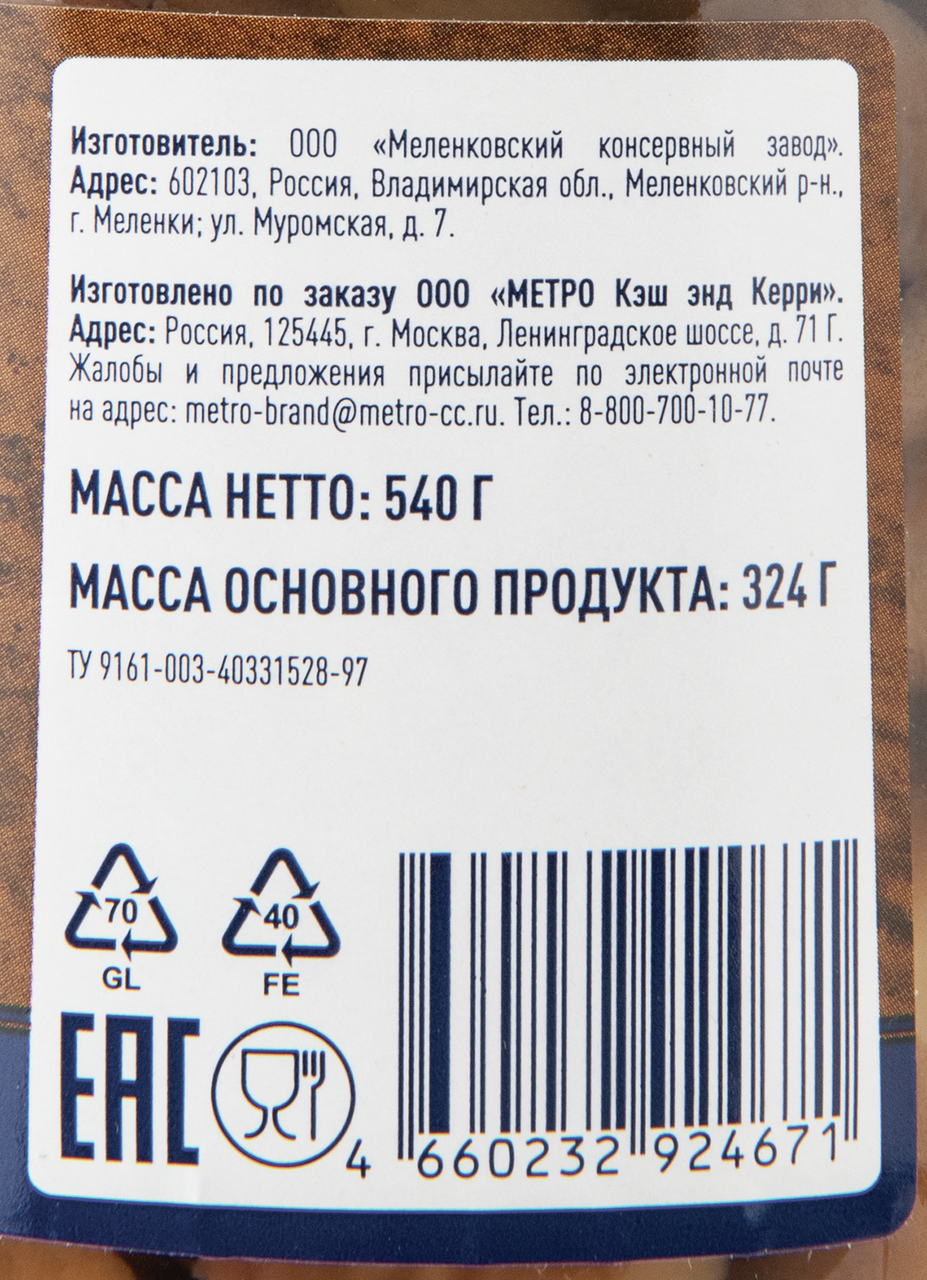 Изготовитель: ООО «Меленковский консервный завод».
Адрес: 602103, Россия, Владимирская обл., Меленковский р-н.,
г. Меленки; ул. Муромская, д. 7.
Изготовлено по заказу ООО «МЕТРО Кэш энд Керри».
Адрес: Россия, 125445, г. Москва, Ленинградское шоссе, д. 71 Г.
Жалобы и предложения присылайте по электронной почте
на адрес: metro-brand@metro-cc.ru. Тел.: 8-800-700-10-77.
МАССА НЕТТО: 540 Г
МАССА ОСНОВНОГО ПРОДУКТА: 324 Г
ТУ 9161-003-40331528-97
70 40
GL FE
EAC
4 660232 924671